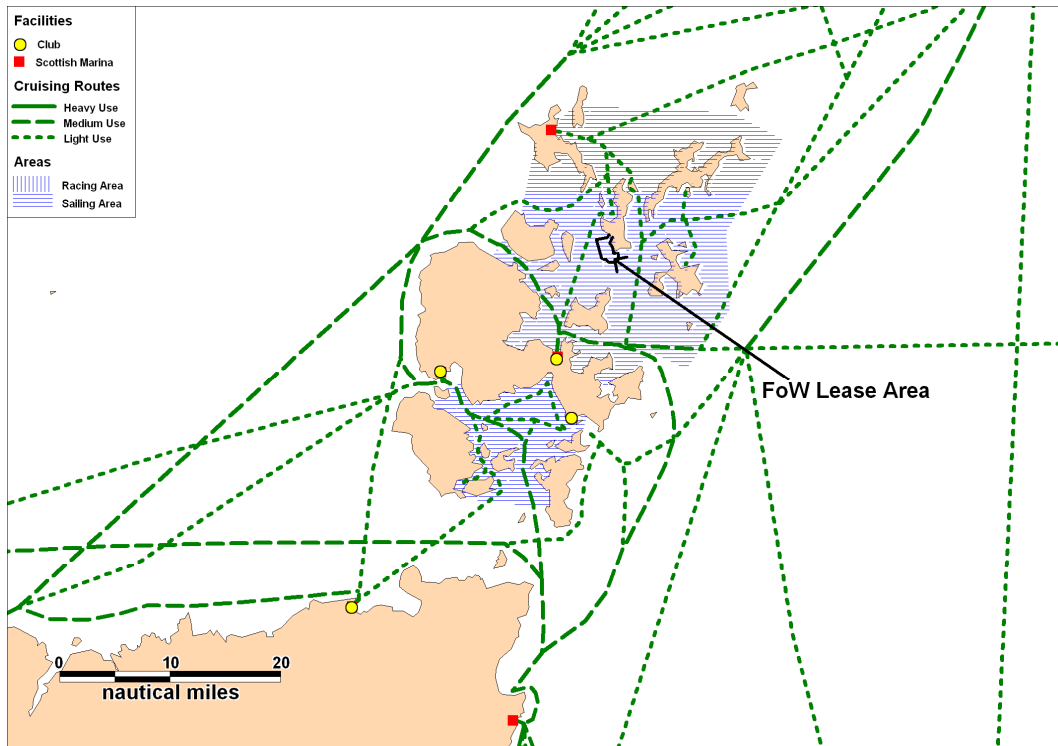 Facilities
Club
Scottish Marina
Cruising Routes
Heavy Use
Medium Use
Light Use
Areas
Racing Area
Sailing Area
FoW Lease Area
0 10 20
nautical miles